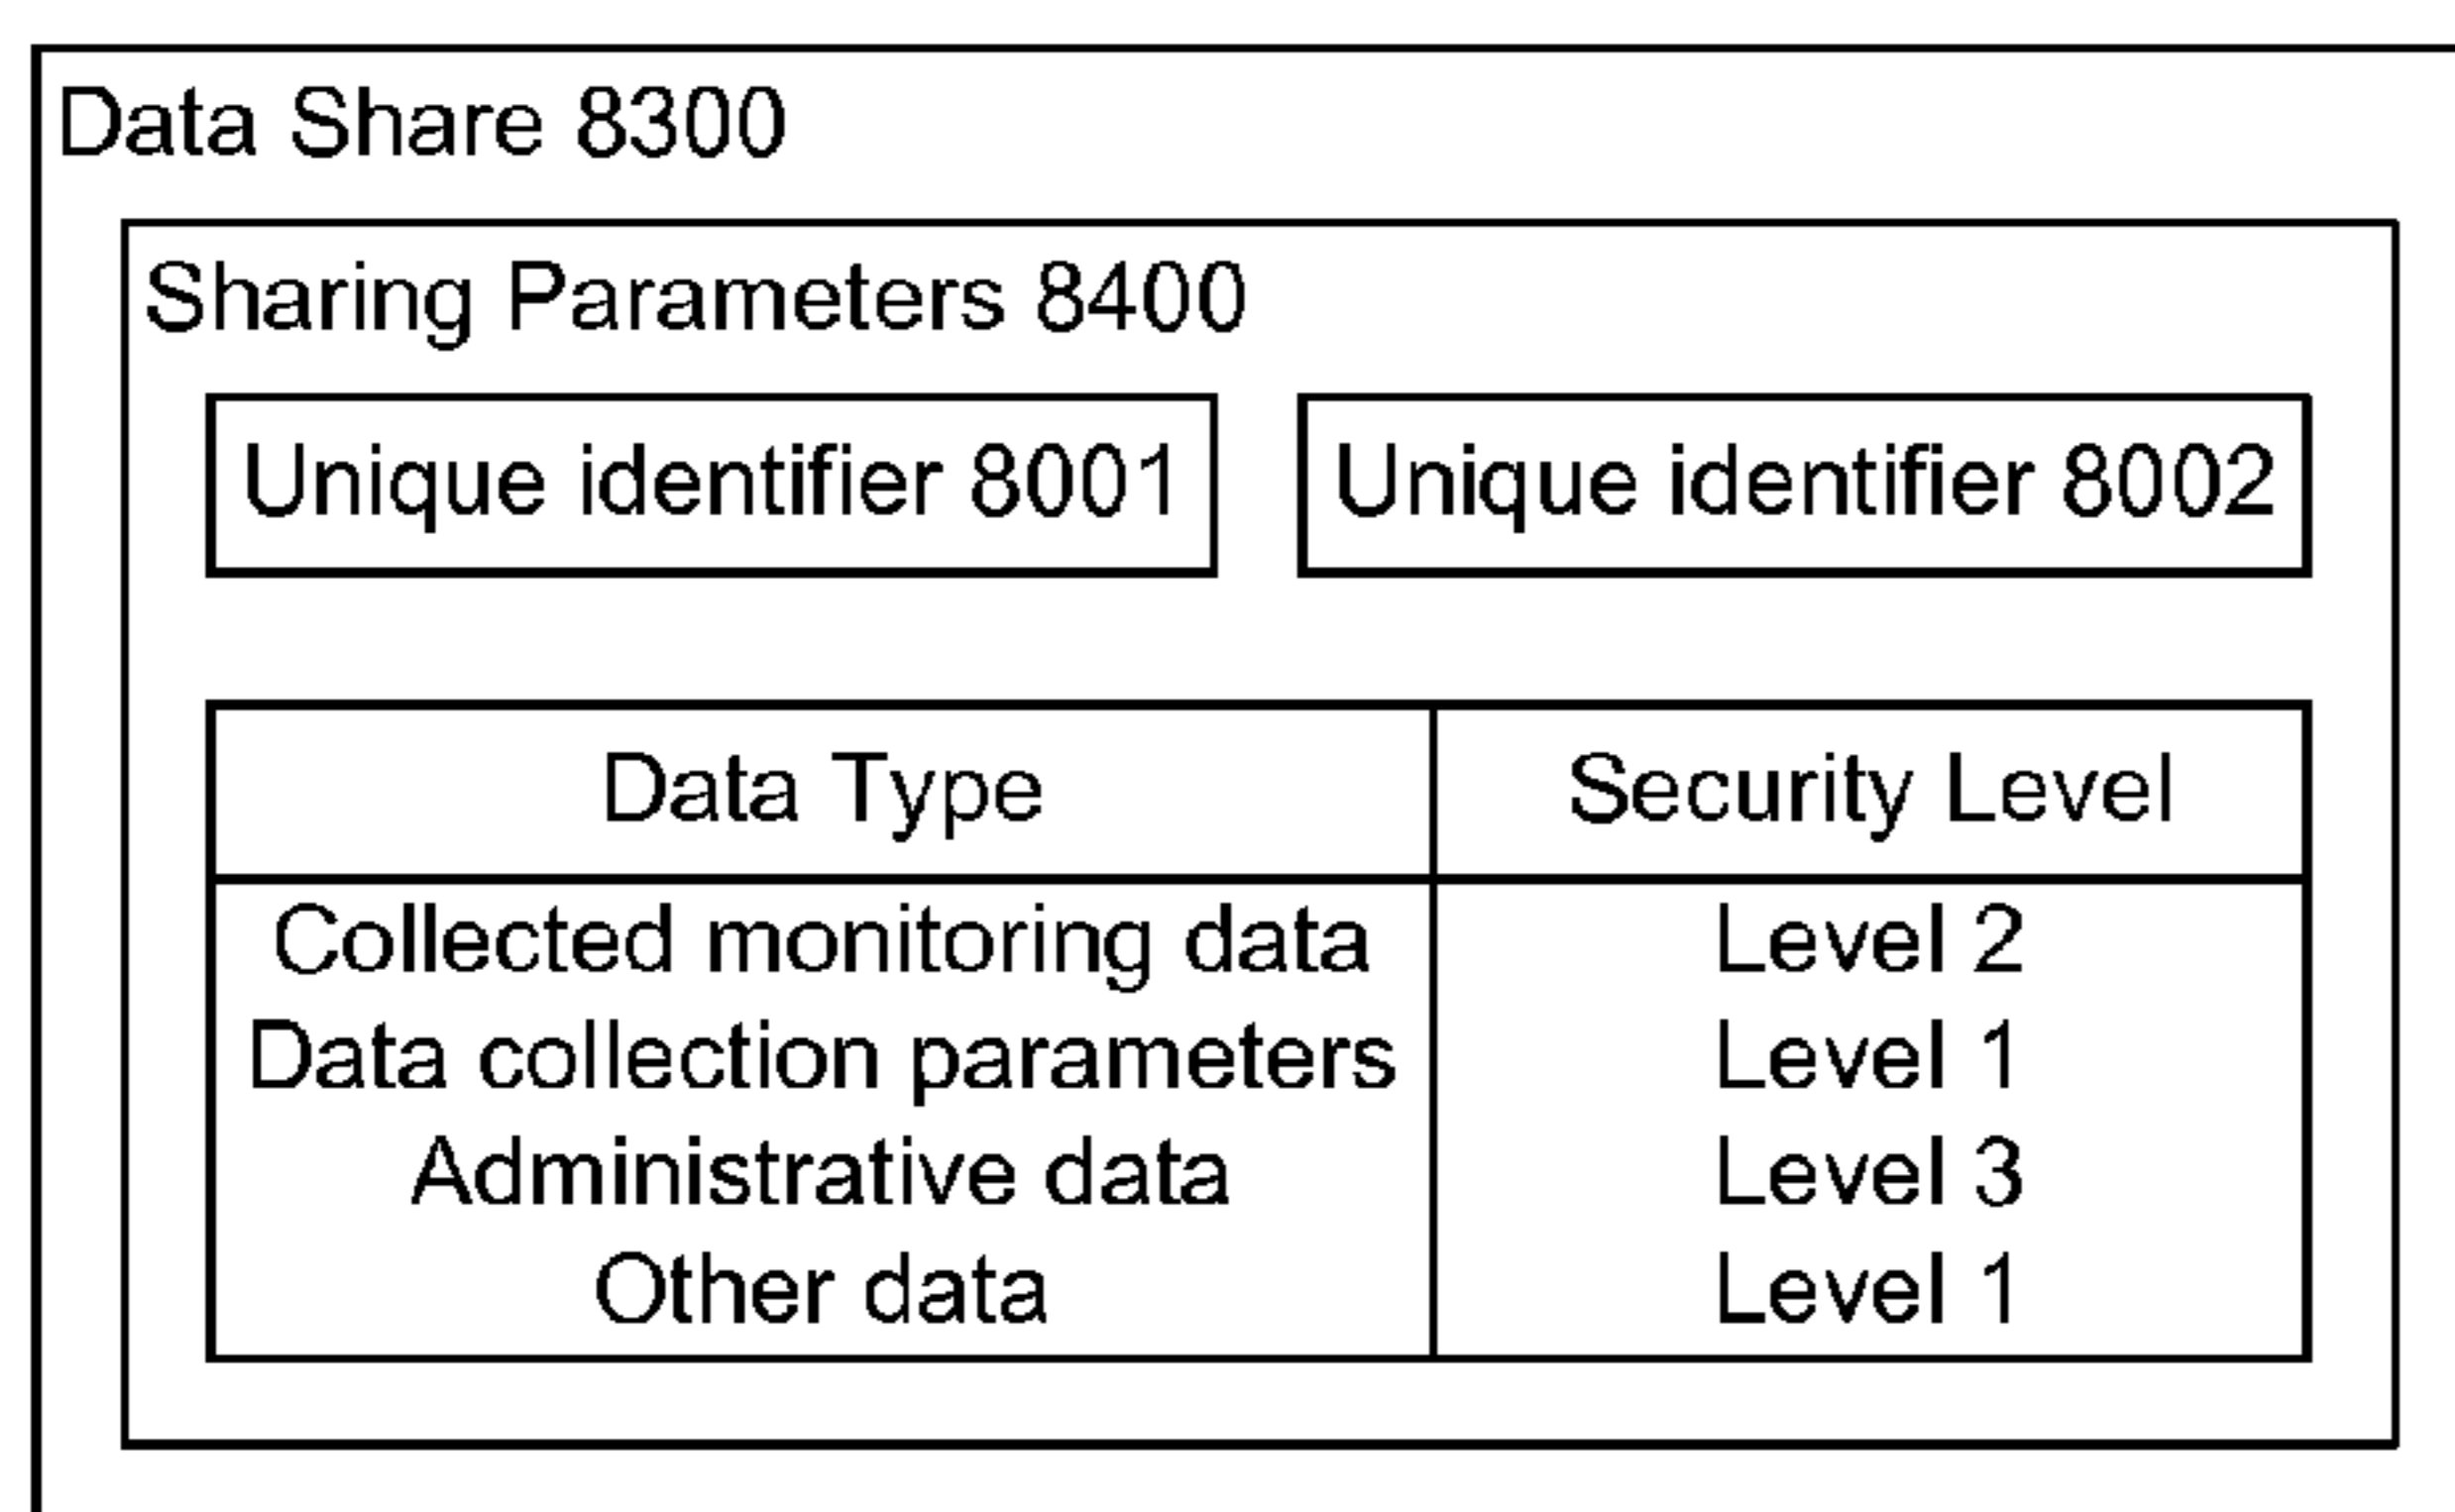 Data Share 8300
Sharing Parameters 8400
Unique identifier 8001 Unique identifier 8002
Data Type Security Level
Collected monitoring data Level 2
Data collection parameters Level 1
Administrative data Level 3
Other data Level 1